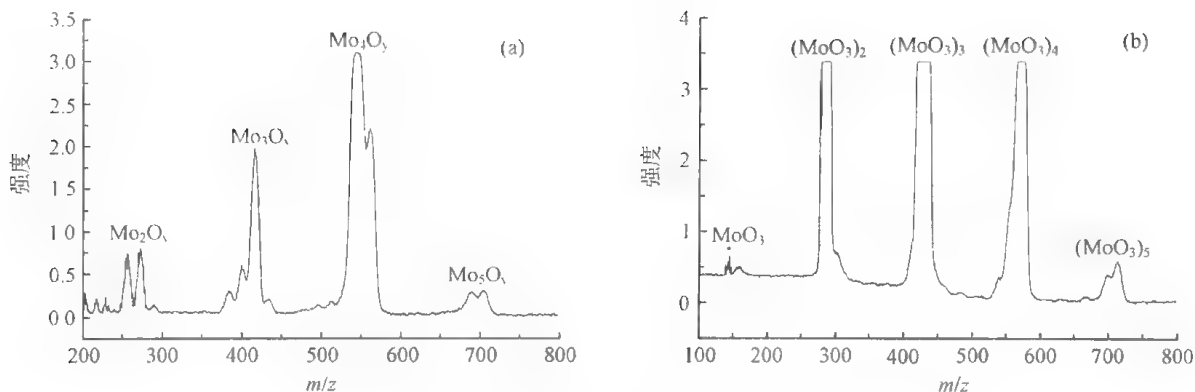 3.5
3.0
2.5
2.0
1.5
1 0
0.5
0 0
强度
Mo₂Oₓ
Mo₃Oₓ
Mo₄Oy
Mo₅Oₓ
(a)
200 300 400 500 600 700 800
m/z
4
3
2
1
0
强度
MoO₃
(MoO₃)₂
(MoO₃)₃
(MoO₃)₄
(MoO₃)₅
(b)
100 200 300 400 500 600 700 800
m/z